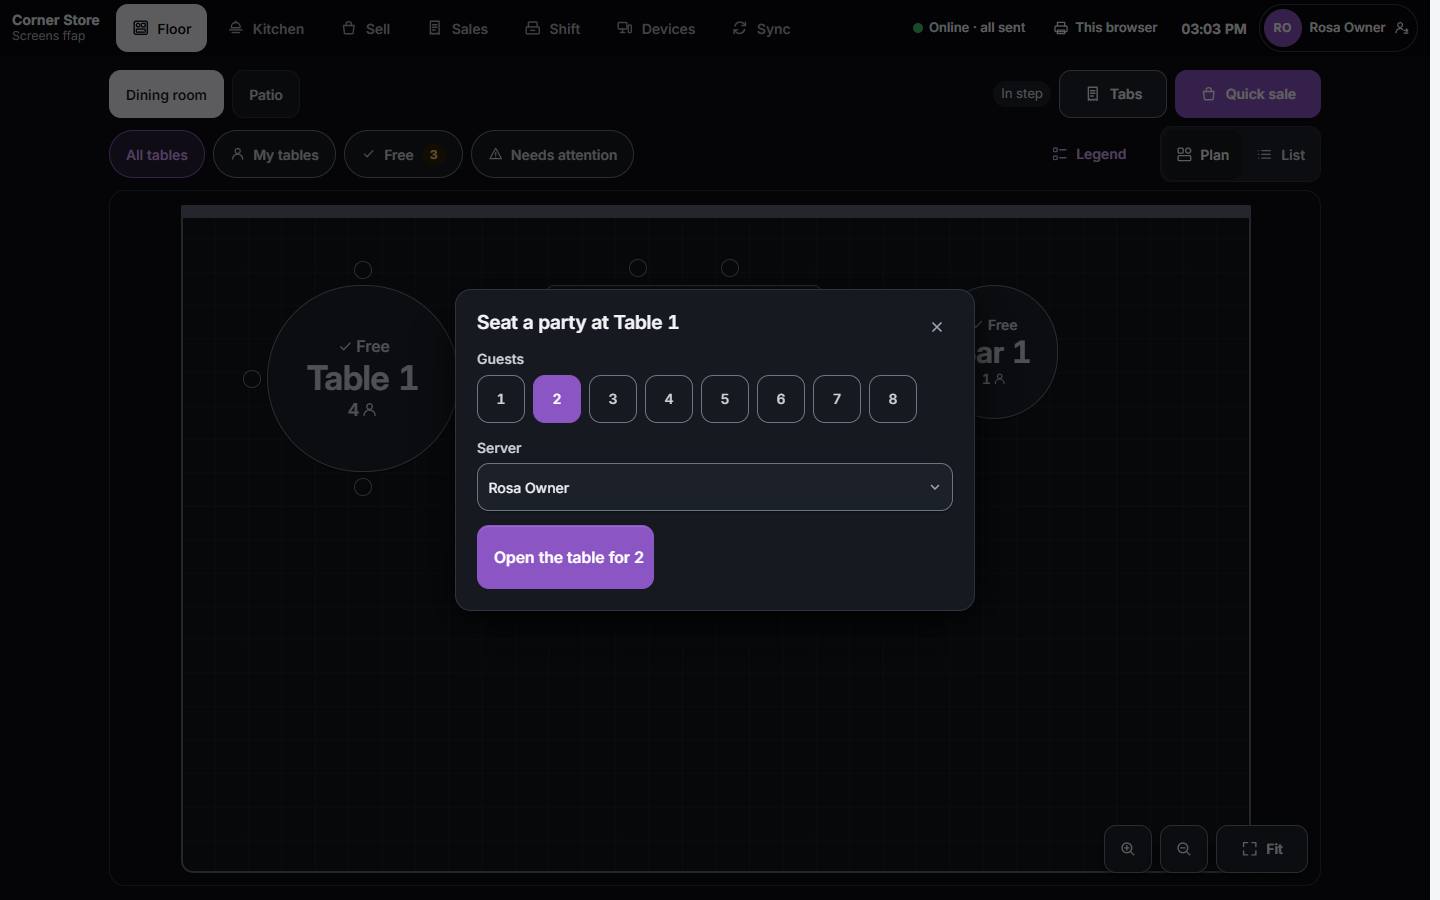 Corner Store
Screens ffap
Floor
Kitchen
Sell
Sales
Shift
Devices
Sync
Online · all sent
This browser
03:03 PM
RO
Rosa Owner
Dining room
Patio
In step
Tabs
Quick sale
All tables
My tables
Free 3
Needs attention
Legend
Plan
List
Free
Table 1
4
Seat a party at Table 1
Guests
1 2 3 4 5 6 7 8
Server
Rosa Owner
Open the table for 2
Free
ar 1
1
Fit